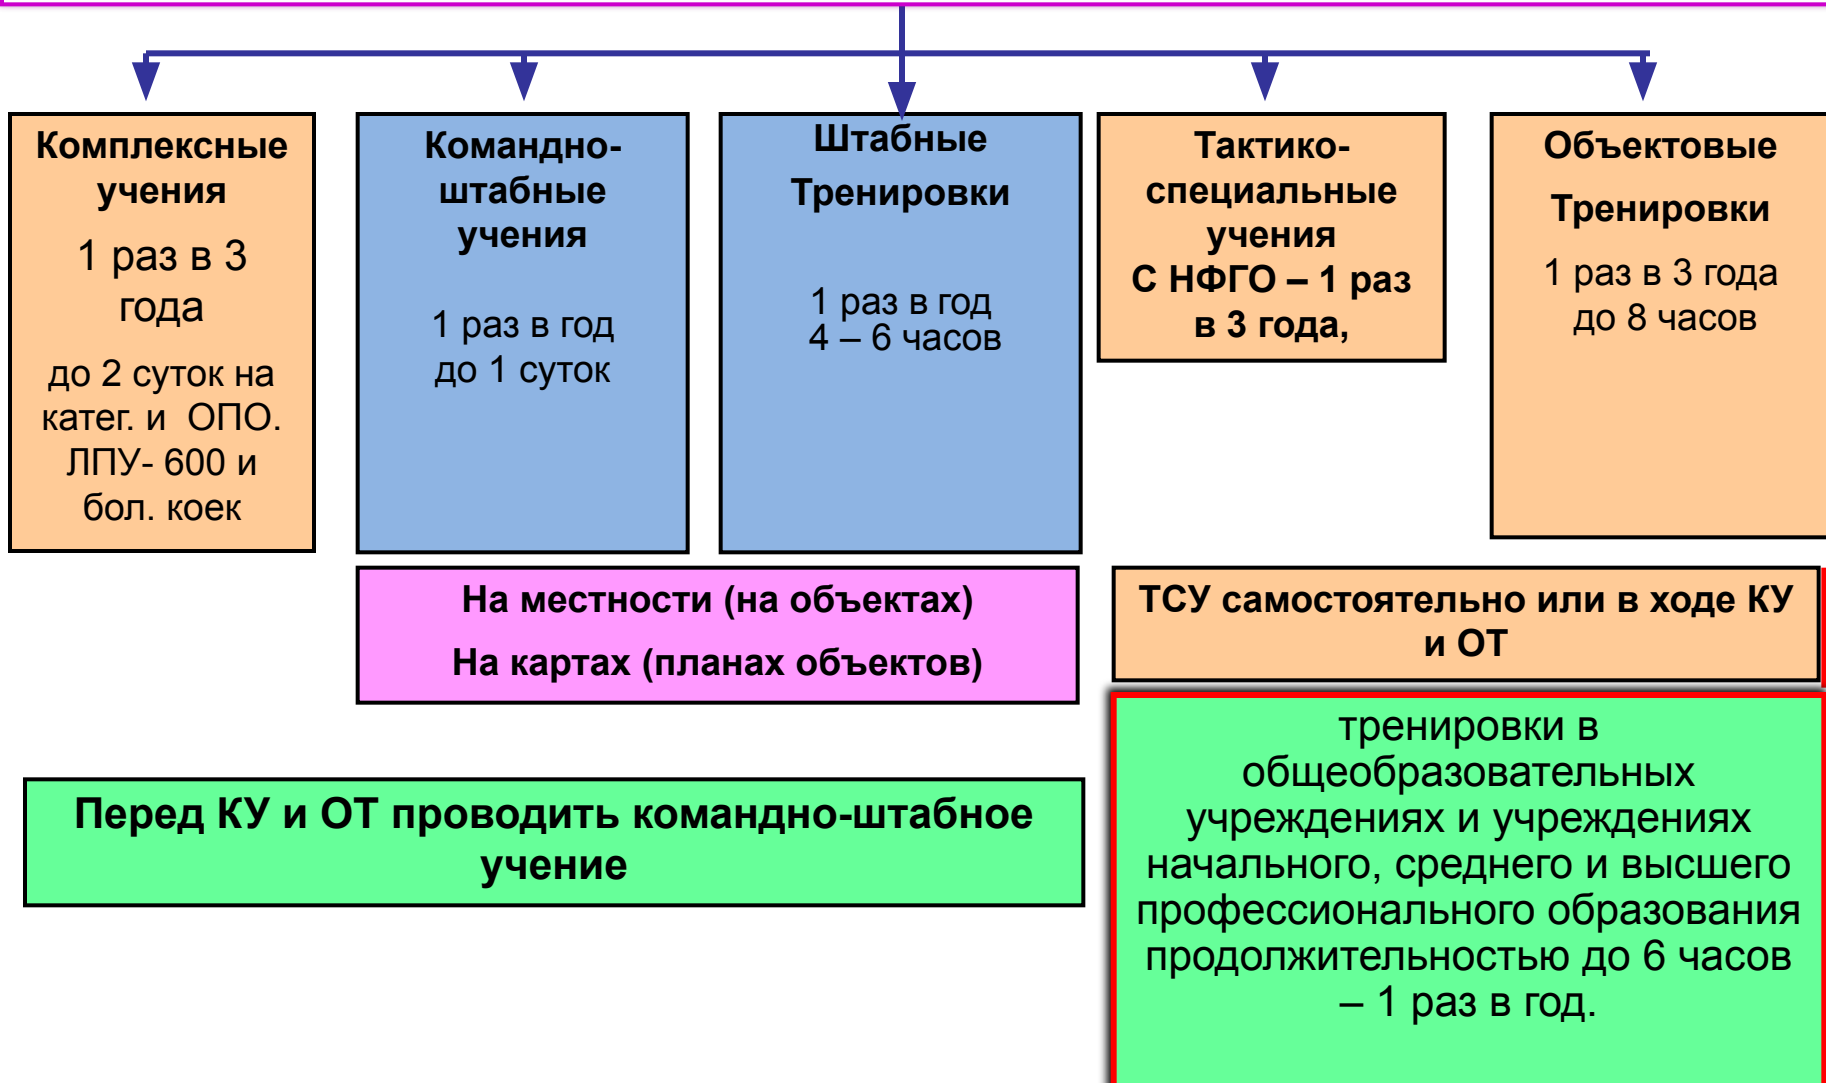 Комплексные
учения
1 раз в 3
года
до 2 суток на
катег. и ОПО.
ЛПУ- 600 и
бол. коек
Командно-
штабные
учения
1 раз в год
до 1 суток
Штабные
Тренировки
1 раз в год
4 – 6 часов
Тактико-
специальные
учения
С НФГО – 1 раз
в 3 года,
Объектовые
Тренировки
1 раз в 3 года
до 8 часов
На местности (на объектах)
На картах (планах объектов)
ТСУ самостоятельно или в ходе КУ
и ОТ
Перед КУ и ОТ проводить командно-штабное
учение
тренировки в
общеобразовательных
учреждениях и учреждениях
начального, среднего и высшего
профессионального образования
продолжительностью до 6 часов
– 1 раз в год.